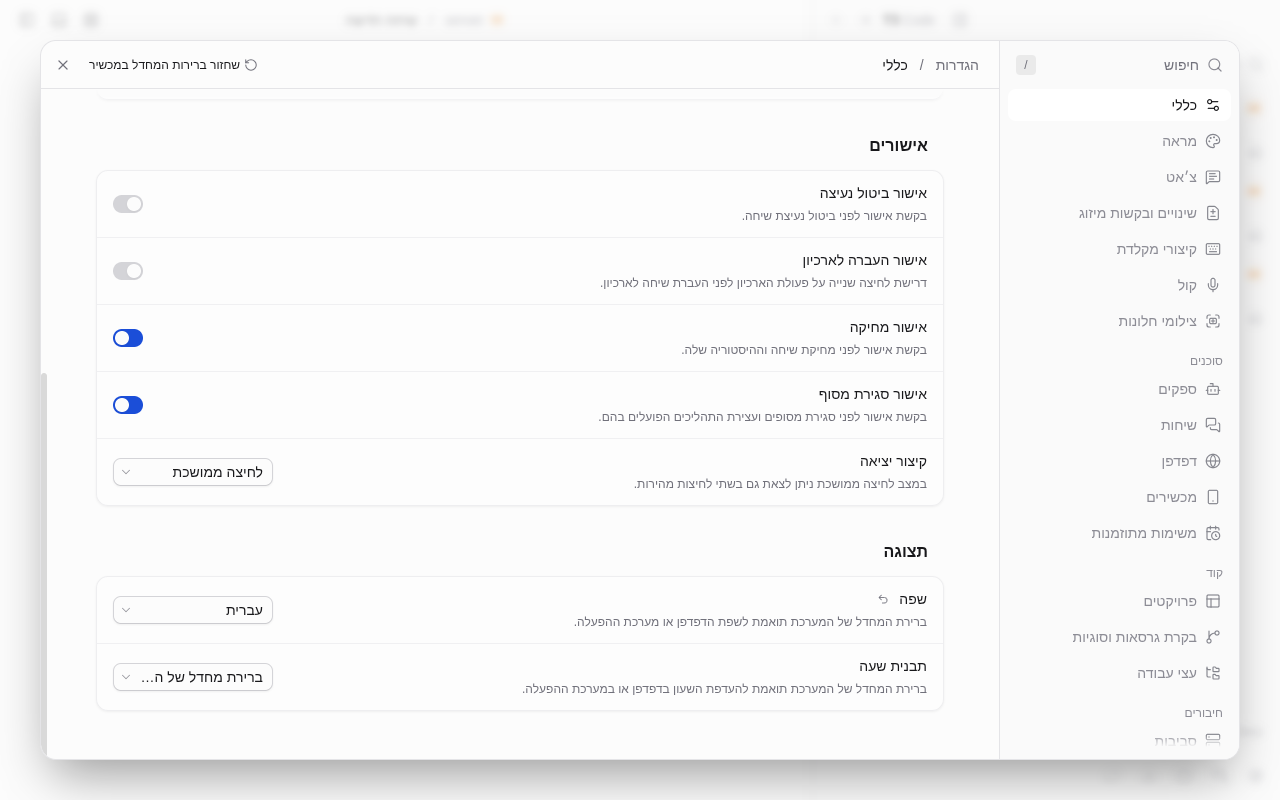 חיפוש
/
כללי
מראה
צ׳אט
שינויים ובקשות מיזוג
קיצורי מקלדת
קול
צילומי חלונות
סוכנים
ספקים
שיחות
דפדפן
מכשירים
משימות מתוזמנות
קוד
פרויקטים
בקרת גרסאות וסוגיות
עצי עבודה
חיבורים
סביבות
הגדרות / כללי
שחזור ברירות המחדל במכשיר
אישורים
אישור ביטול נעיצה
בקשת אישור לפני ביטול נעיצת שיחה.
אישור העברה לארכיון
דרישת לחיצה שנייה על פעולת הארכיון לפני העברת שיחה לארכיון.
אישור מחיקה
בקשת אישור לפני מחיקת שיחה וההיסטוריה שלה.
אישור סגירת מסוף
בקשת אישור לפני סגירת מסופים ועצירת התהליכים הפועלים בהם.
קיצור יציאה
במצב לחיצה ממושכת ניתן לצאת גם בשתי לחיצות מהירות.
לחיצה ממושכת
תצוגה
שפה
ברירת המחדל של המערכת תואמת לשפת הדפדפן או מערכת ההפעלה.
עברית
תבנית שעה
ברירת המחדל של המערכת תואמת להעדפת השעון בדפדפן או במערכת ההפעלה.
ברירת מחדל של ה...